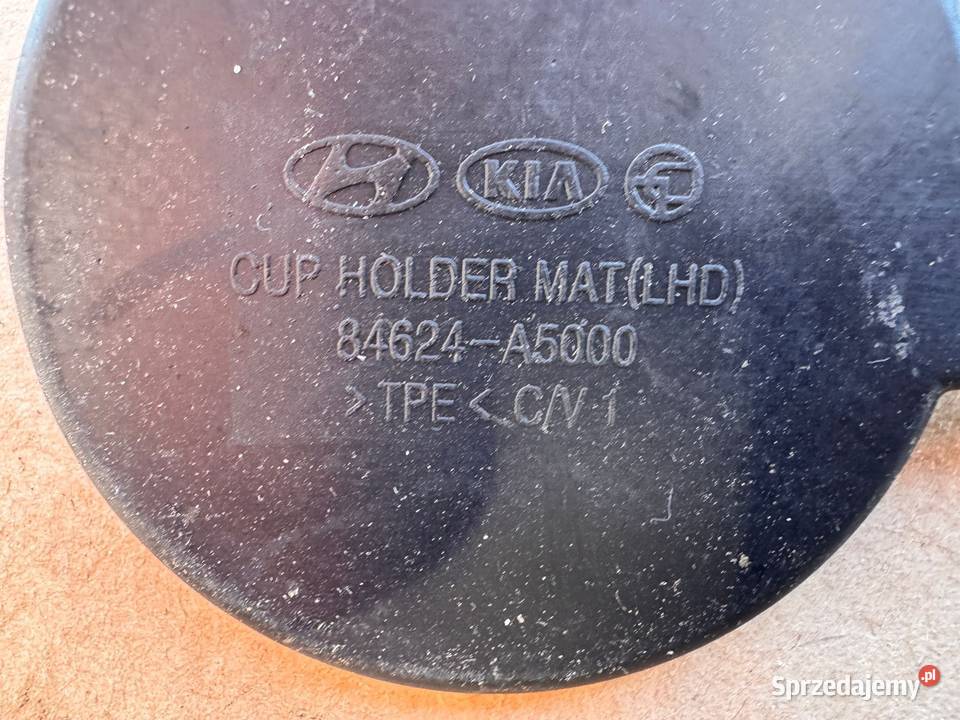 KIA
CUP HOLDER MAT(LHD)
84624-A5000
>TPE< C/V 1
Sprzedajemy.pl